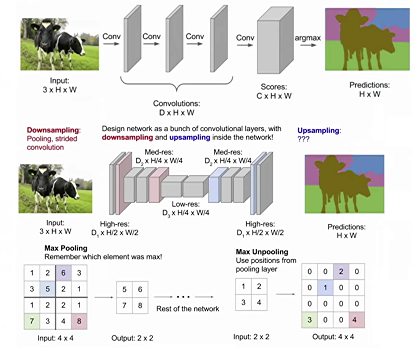 Conv
Conv
Conv
Conv
argmax
Input:
3 x H x W
Convolutions:
D x H x W
Scores:
C x H x W
Predictions:
H x W
Downsampling:
Pooling, strided
convolution
Design network as a bunch of convolutional layers, with
downsampling and upsampling inside the network!
Upsampling:
???
Med-res:
D₂ x H/4 x W/4
Med-res:
D₂ x H/4 x W/4
Low-res:
D₃ x H/4 x W/4
Input:
3 x H x W
High-res:
D₁ x H/2 x W/2
High-res:
D₁ x H/2 x W/2
Predictions:
H x W
Max Pooling
Remember which element was max!
1 2 6 3
3 5 2 1
1 2 2 1
7 3 4 8
Input: 4 x 4
5 6
7 8
Output: 2 x 2
Rest of the network
Max Unpooling
Use positions from
pooling layer
1 2
3 4
Input: 2 x 2
0 0 2 0
0 1 0 0
0 0 0 0
3 0 0 4
Output: 4 x 4